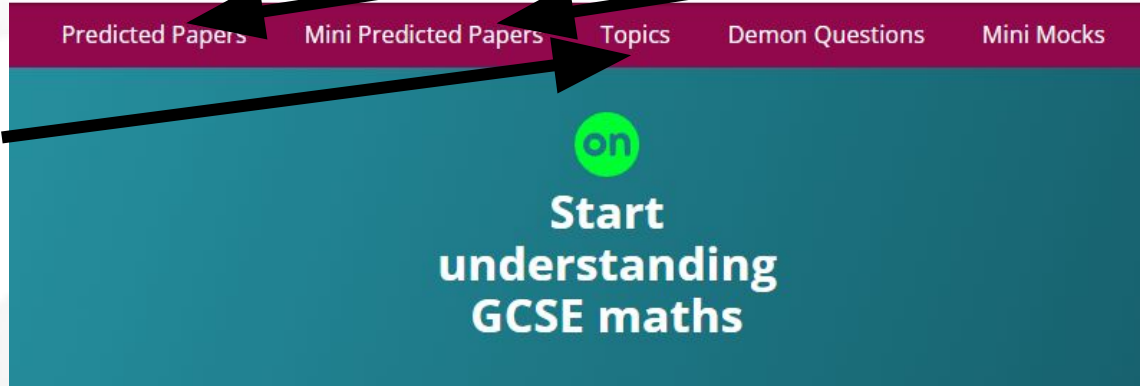 Predicted Papers Mini Predicted Papers Topics Demon Questions Mini Mocks
on
Start
understanding
GCSE maths